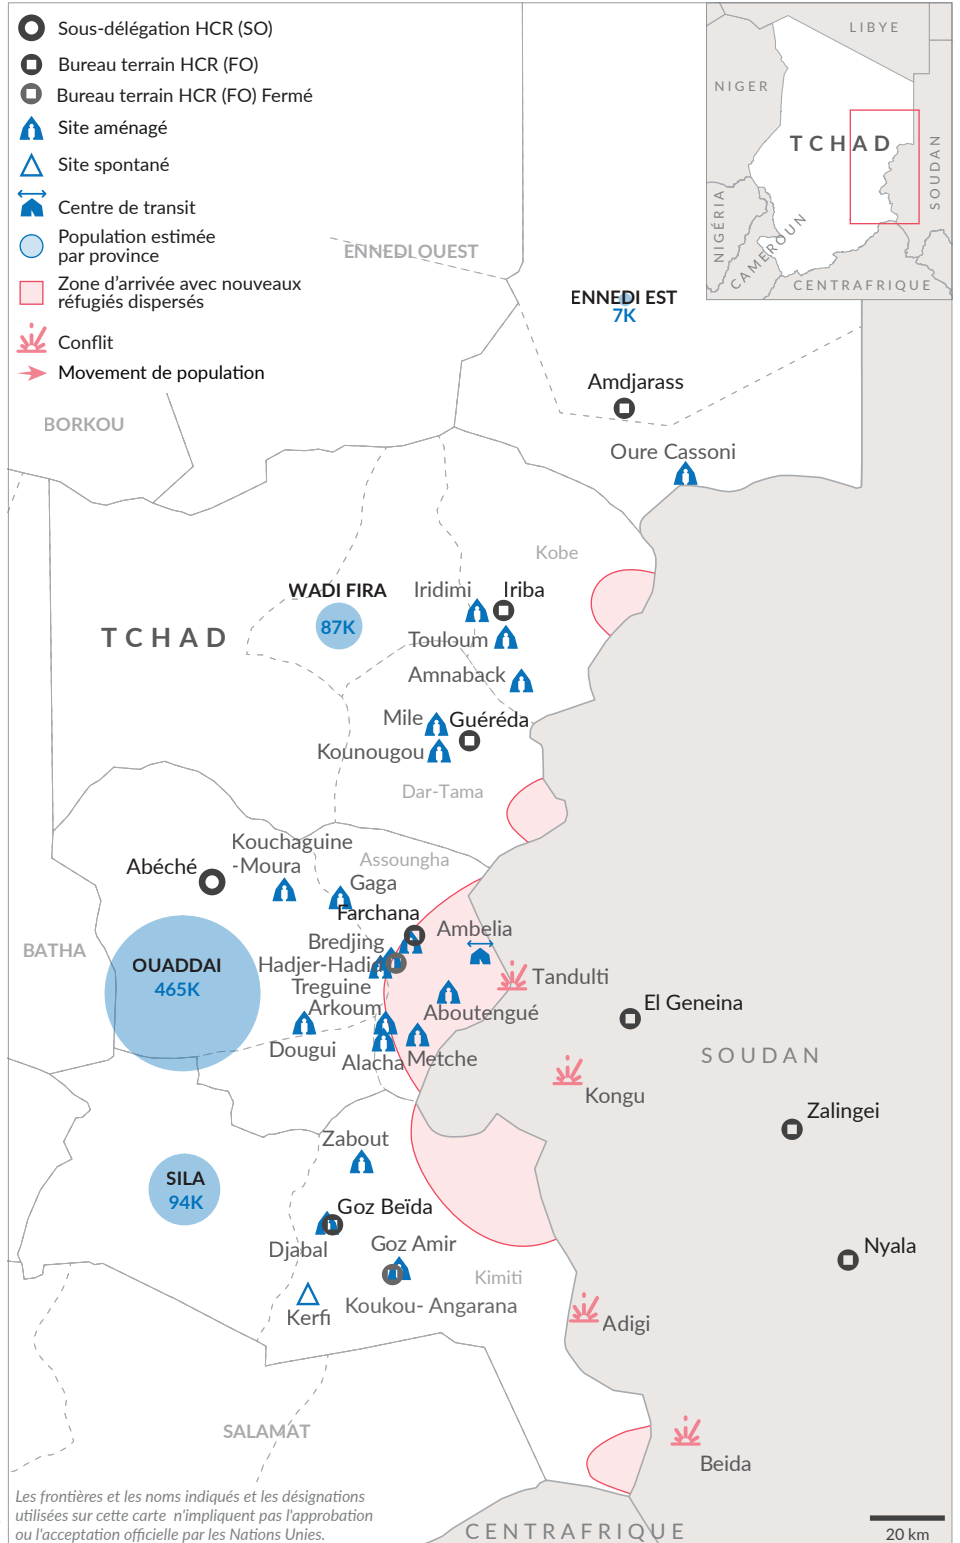 Sous-délégation HCR (SO)
Bureau terrain HCR (FO)
Bureau terrain HCR (FO) Fermé
Site aménagé
Site spontané
Centre de transit
Population estimée
par province
Zone d'arrivée avec nouveaux
réfugiés dispersés
Conflit
Movement de population
LIBYE
NIGER
TCHAD
SOUDAN
NIGÉRIA
CAMEROUN
CENTRAFRIQUE
ENNEDI OUEST
ENNEDI EST
7K
Amdjarass
BORKOU
Oure Cassoni
Kobe
WADI FIRA
87K
Iridimi
Iriba
TCHAD
Touloum
Amnaback
Mile
Guéréda
Kounougou
Dar-Tama
Kouchaguine
-Moura
Abéché
Assoungha
Gaga
Farchana
Ambelia
BATHA
Bredjing
OUADDAI
465K
Hadjer-Hadid
Tandulti
Treguine
Arkoum
Aboutengué
El Geneina
Dougui
Alacha
Metche
SOUDAN
Kongu
Zalingei
Zabout
SILA
94K
Goz Beïda
Djabal
Goz Amir
Nyala
Kimiti
Koukou- Angarana
Kerfi
Adigi
SALAMAT
Beida
Les frontières et les noms indiqués et les désignations
utilisées sur cette carte n'impliquent pas l'approbation
ou l'acceptation officielle par les Nations Unies.
CENTRAFRIQUE
20 km